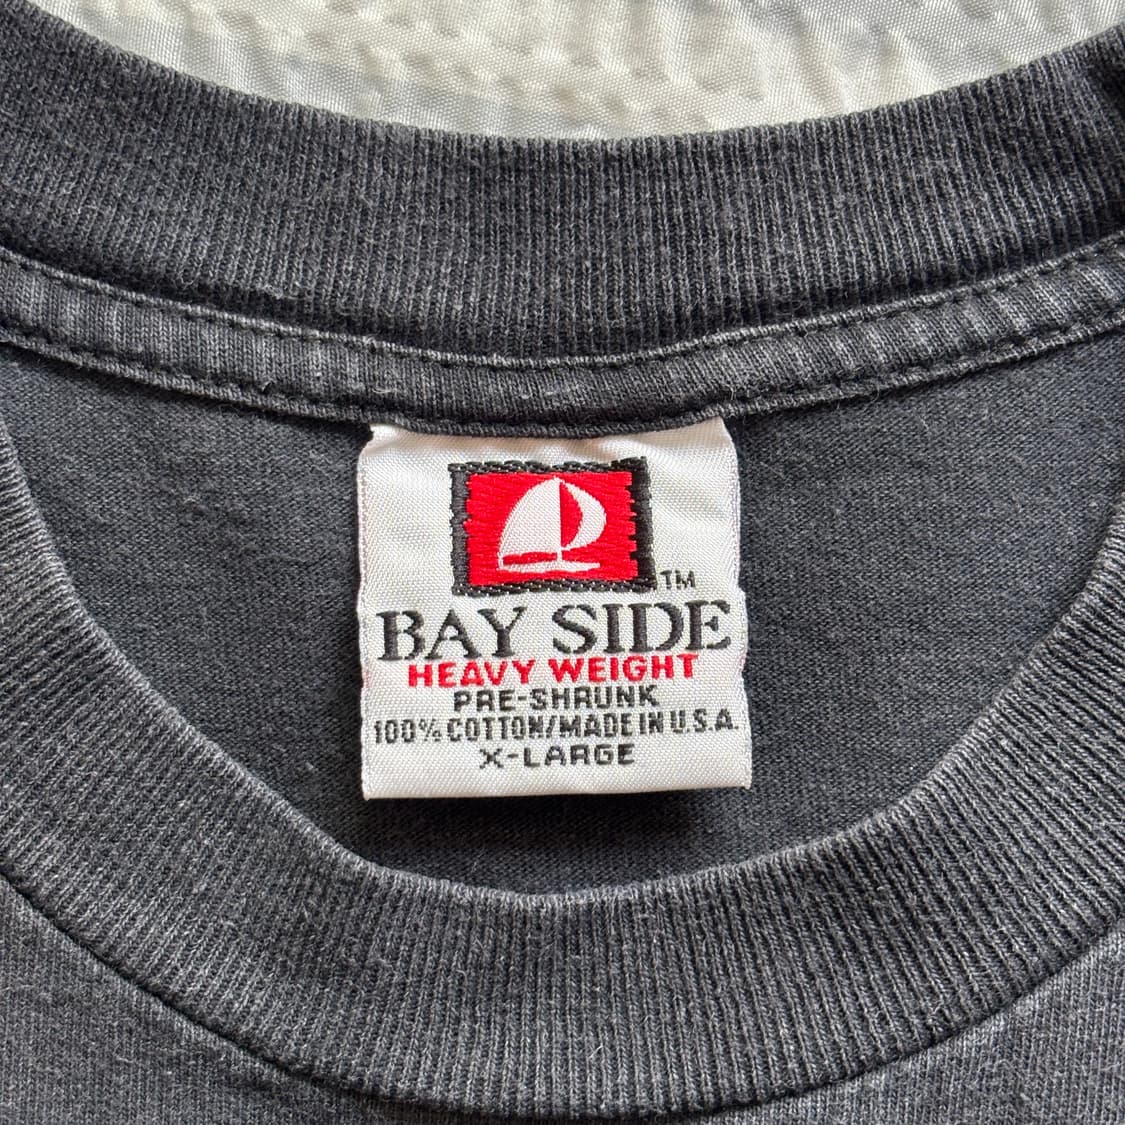 TM
BAY SIDE
HEAVY WEIGHT
PRE-SHRUNK
100% COTTON/MADE IN U.S.A.
X-LARGE